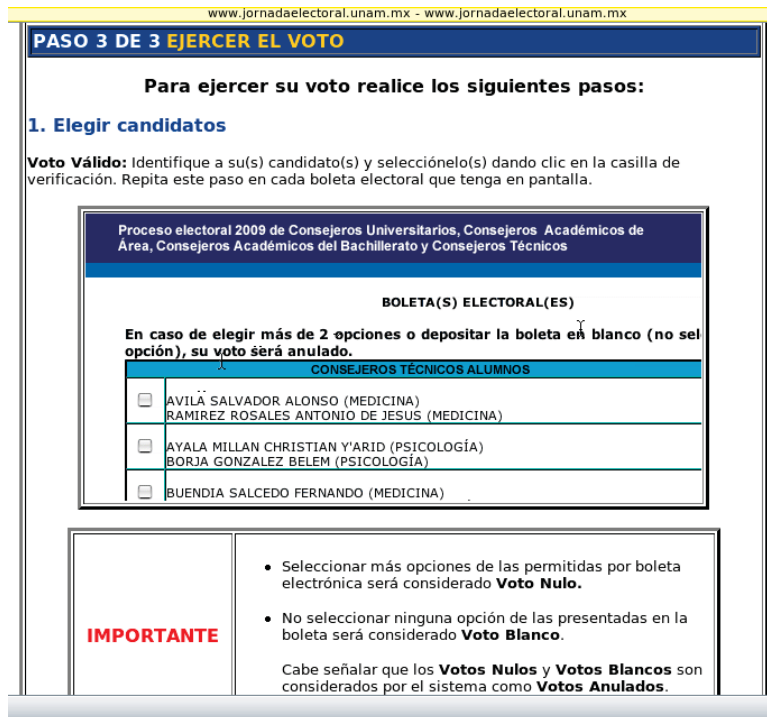 www.jornadaelectoral.unam.mx - www.jornadaelectoral.unam.mx
PASO 3 DE 3 EJERCER EL VOTO
Para ejercer su voto realice los siguientes pasos:
1. Elegir candidatos
Voto Válido: Identifique a su(s) candidato(s) y selecciónelo(s) dando clic en la casilla de
verificación. Repita este paso en cada boleta electoral que tenga en pantalla.
Proceso electoral 2009 de Consejeros Universitarios, Consejeros Académicos de
Área, Consejeros Académicos del Bachillerato y Consejeros Técnicos
BOLETA(S) ELECTORAL(ES)
En caso de elegir más de 2 opciones o depositar la boleta en blanco (no sel
opción), su voto será anulado.
CONSEJEROS TÉCNICOS ALUMNOS
AVILA SALVADOR ALONSO (MEDICINA)
RAMIREZ ROSALES ANTONIO DE JESUS (MEDICINA)
AYALA MILLAN CHRISTIAN Y'ARID (PSICOLOGÍA)
BORJA GONZALEZ BELEM (PSICOLOGÍA)
BUENDIA SALCEDO FERNANDO (MEDICINA)
IMPORTANTE
• Seleccionar más opciones de las permitidas por boleta
electrónica será considerado Voto Nulo.
• No seleccionar ninguna opción de las presentadas en la
boleta será considerado Voto Blanco.
Cabe señalar que los Votos Nulos y Votos Blancos son
considerados por el sistema como Votos Anulados.